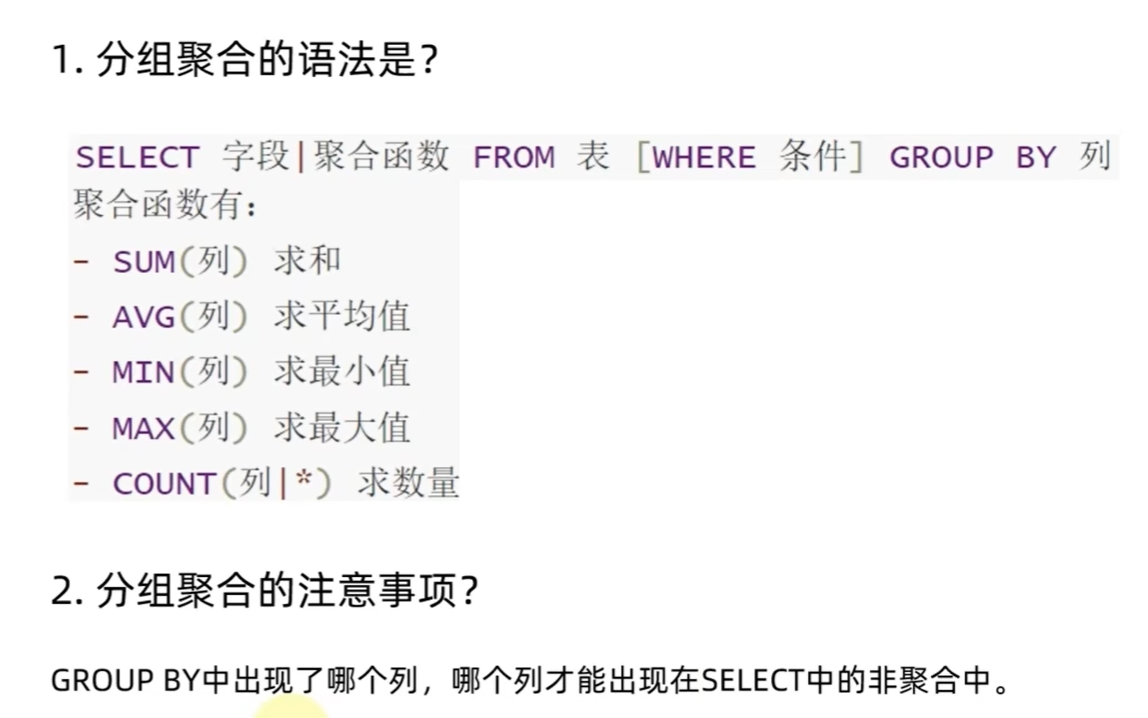 1. 分组聚合的语法是？
SELECT 字段|聚合函数 FROM 表 [WHERE 条件] GROUP BY 列
聚合函数有：
- SUM(列) 求和
- AVG(列) 求平均值
- MIN(列) 求最小值
- MAX(列) 求最大值
- COUNT(列|*) 求数量
2. 分组聚合的注意事项？
GROUP BY中出现了哪个列，哪个列才能出现在SELECT中的非聚合中。